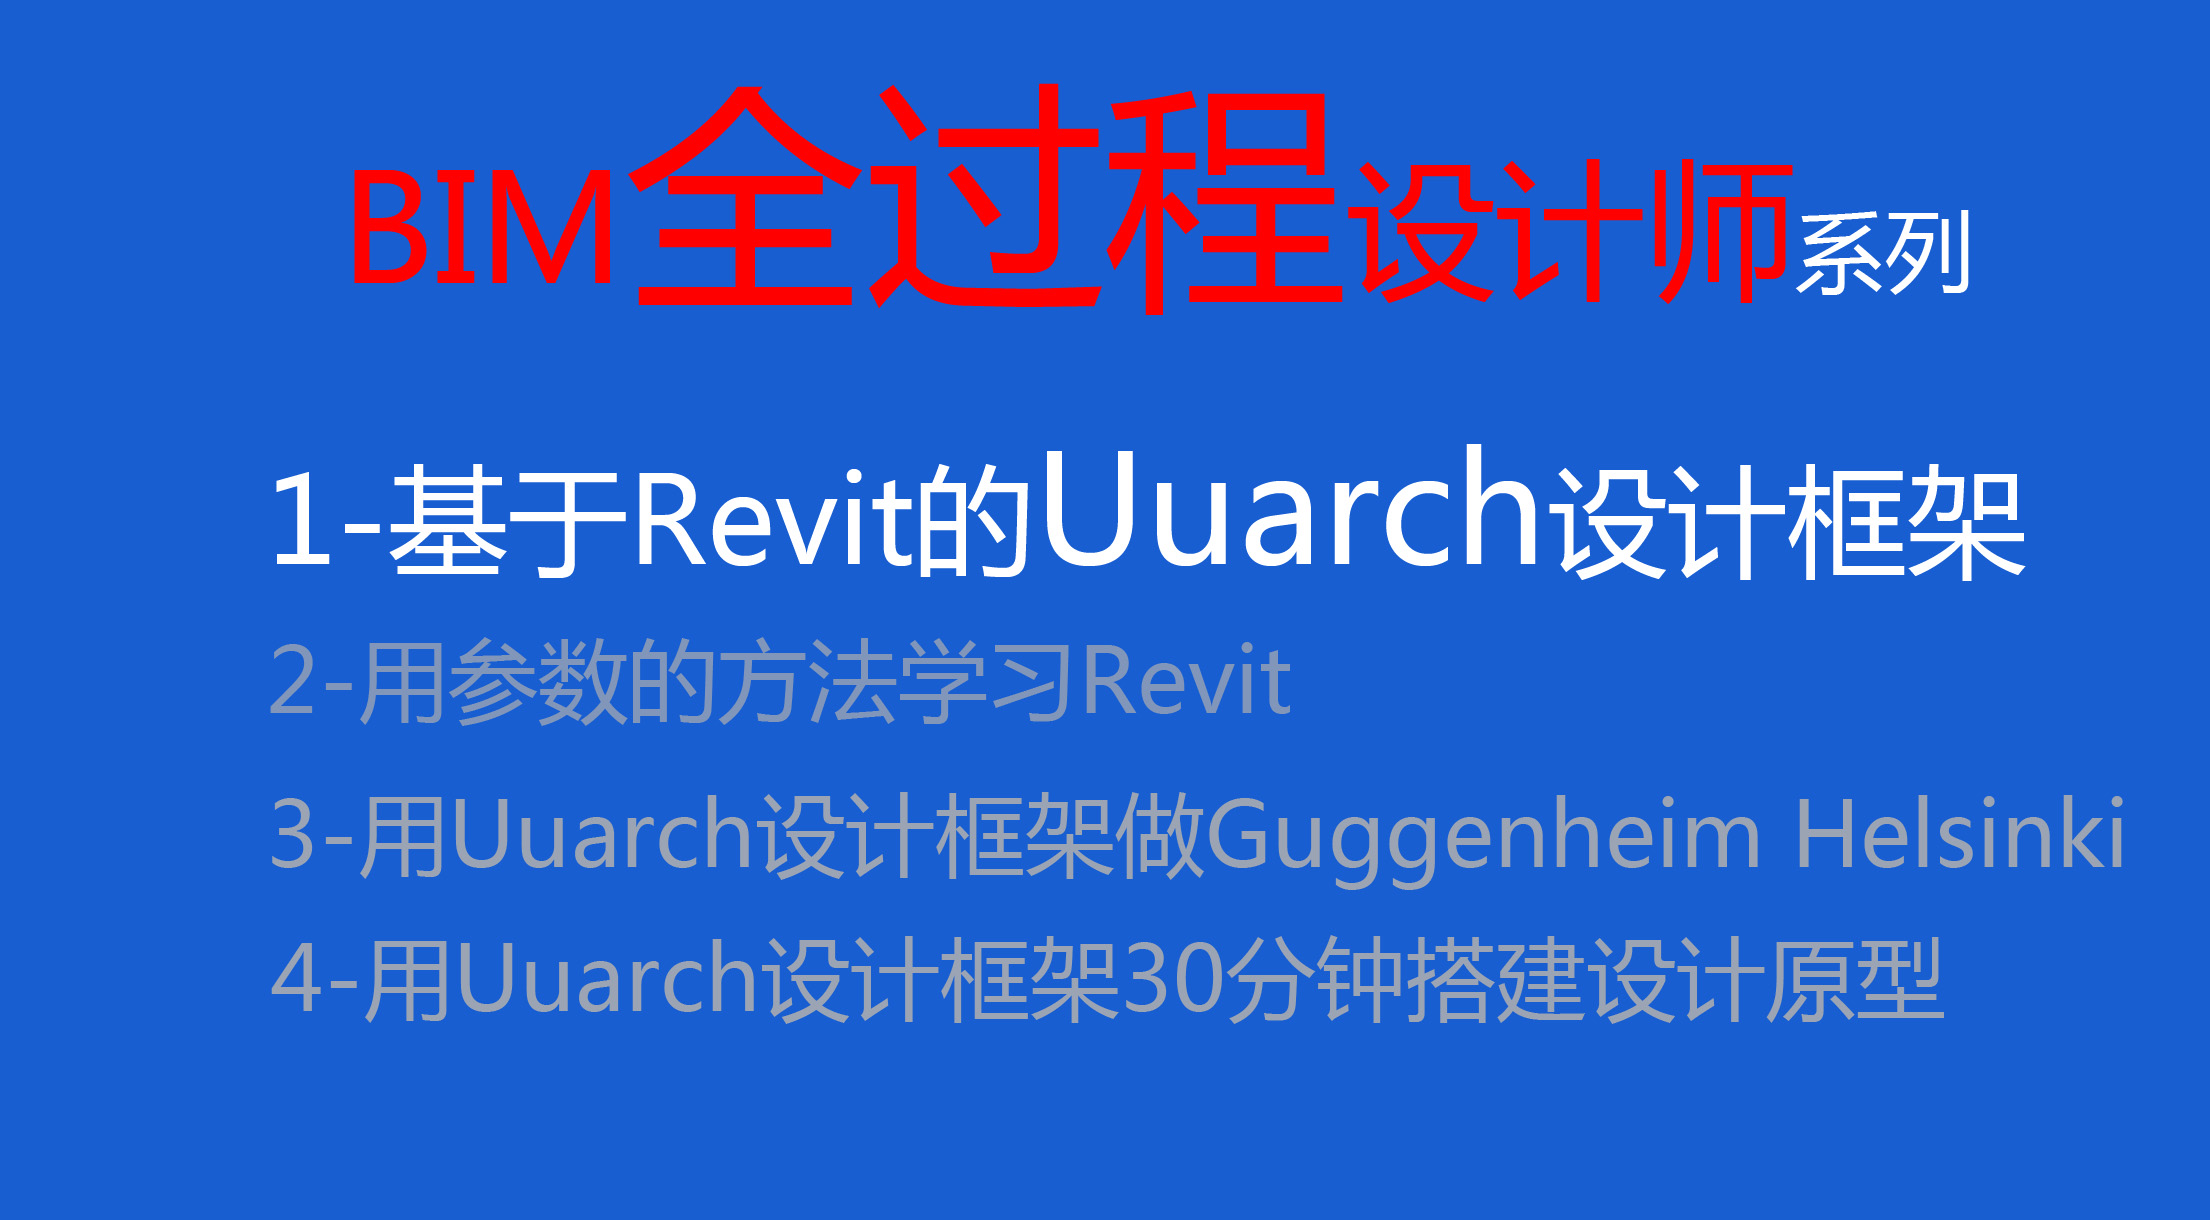 BIM全过程设计师系列
1-基于Revit的Uuarch设计框架
2-用参数的方法学习Revit
3-用Uuarch设计框架做Guggenheim Helsinki
4-用Uuarch设计框架30分钟搭建设计原型